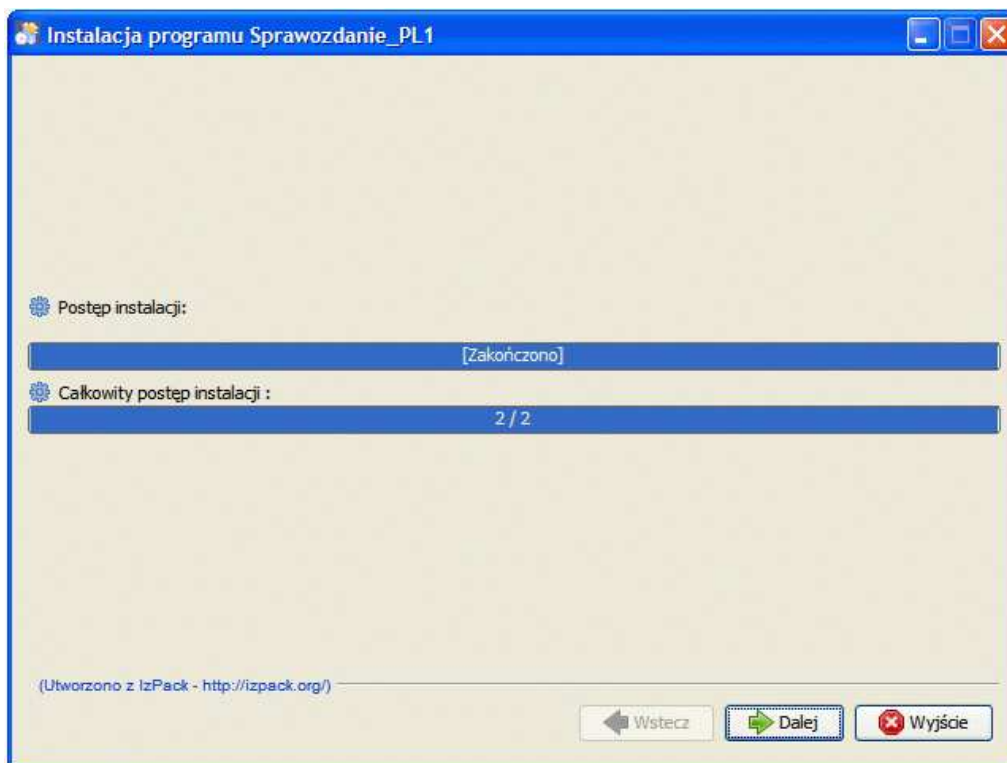 Instalacja programu Sprawozdanie_PL1
Postęp instalacji:
[Zakończono]
Całkowity postęp instalacji :
2 / 2
(Utworzono z IzPack - http://izpack.org/)
Wstecz Dalej Wyjście